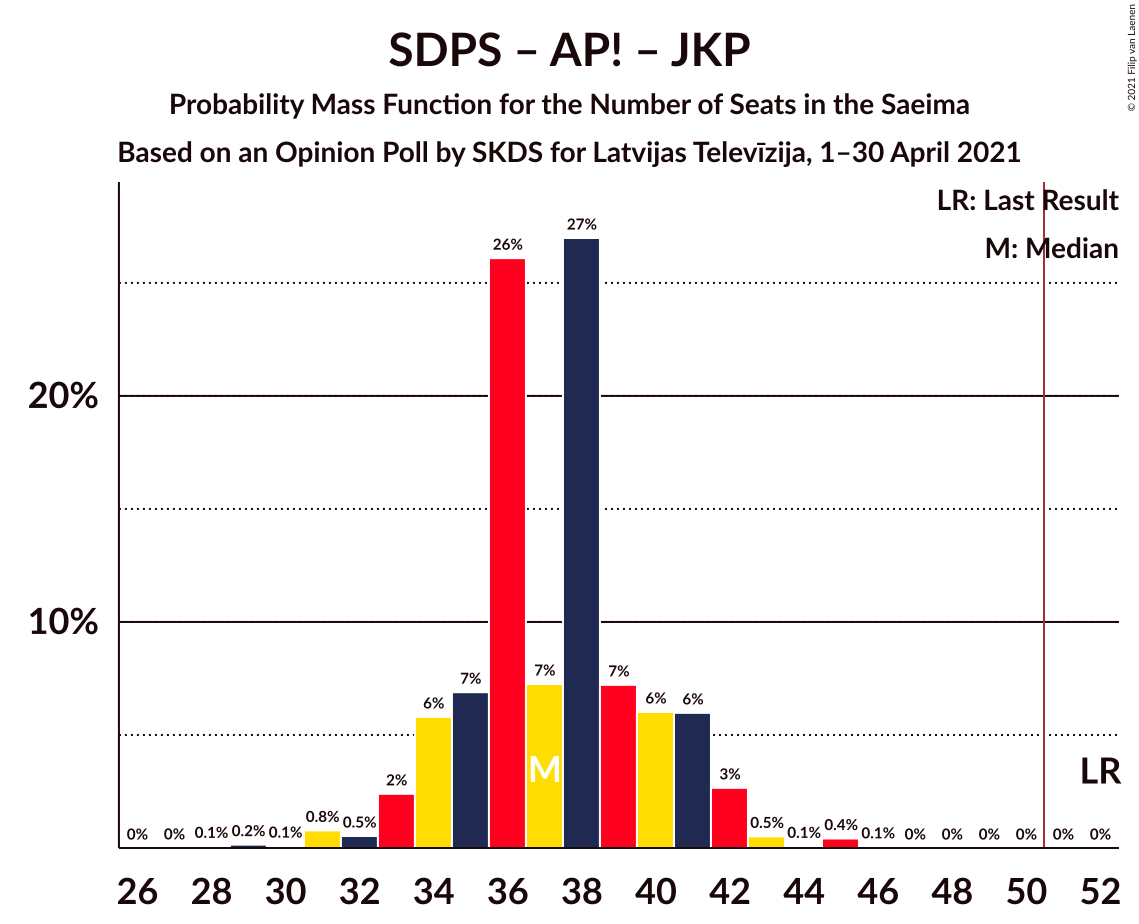 SDPS – AP! – JKP
Probability Mass Function for the Number of Seats in the Saeima
Based on an Opinion Poll by SKDS for Latvijas Televīzija, 1–30 April 2021
© 2021 Filip van Laenen
LR: Last Result
M: Median
20%
10%
0% 0% 0.1% 0.2% 0.1% 0.8% 0.5% 2% 6% 7% 26% 7% 27% 7% 6% 6% 3% 0.5% 0.1% 0.4% 0.1% 0% 0% 0% 0% 0% 0%
M
LR
26 28 30 32 34 36 38 40 42 44 46 48 50 52